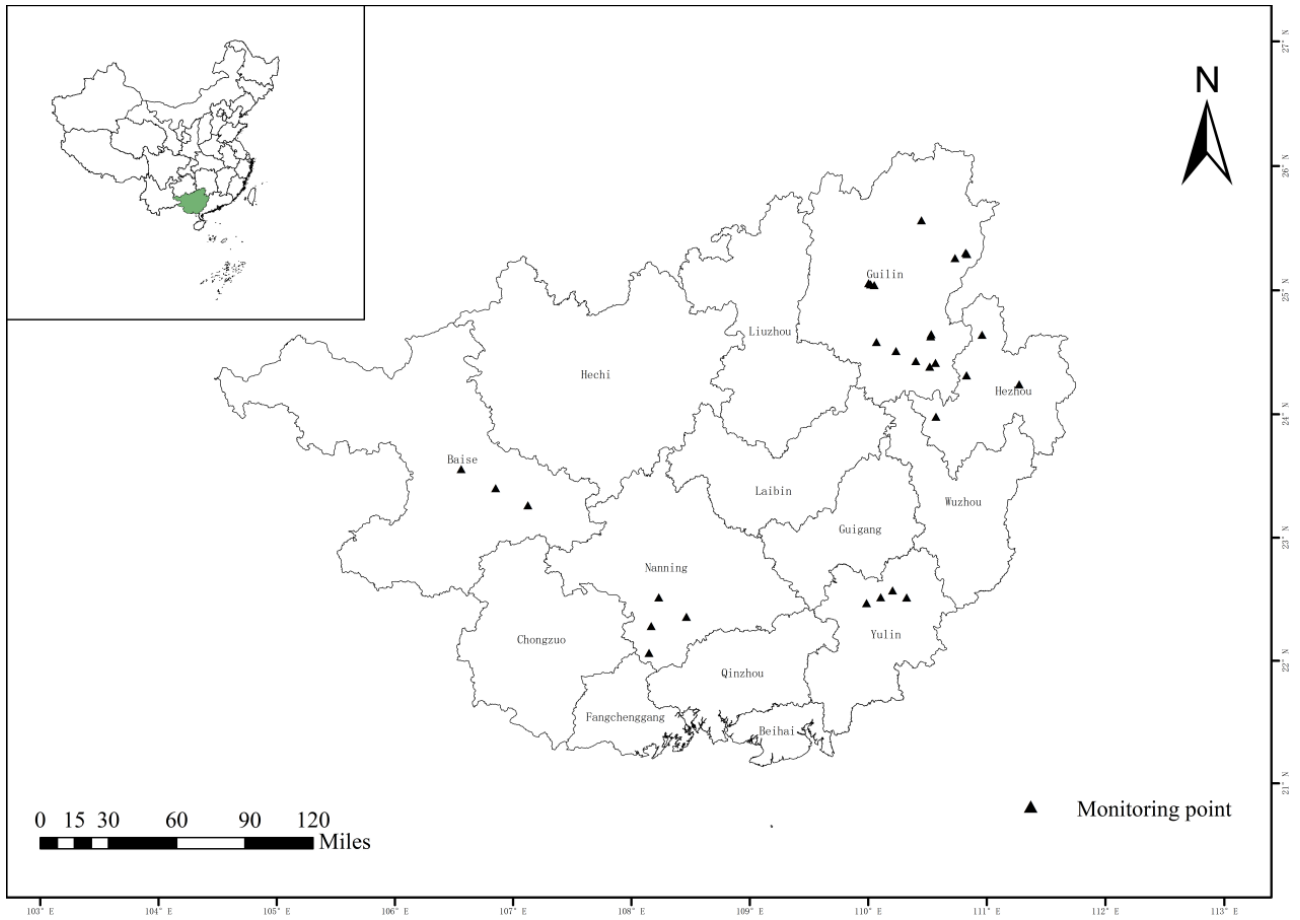 N
27° N
26° N
25° N
24° N
23° N
22° N
21° N
Guilin
Liuzhou
Hechi
Hezhou
Baise
Laibin
Wuzhou
Guigang
Nanning
Chongzuo
Yulin
Qinzhou
Fangchenggang
Beihai
Monitoring point
0 15 30 60 90 120
Miles
103° E 104° E 105° E 106° E 107° E 108° E 109° E 110° E 111° E 112° E 113° E